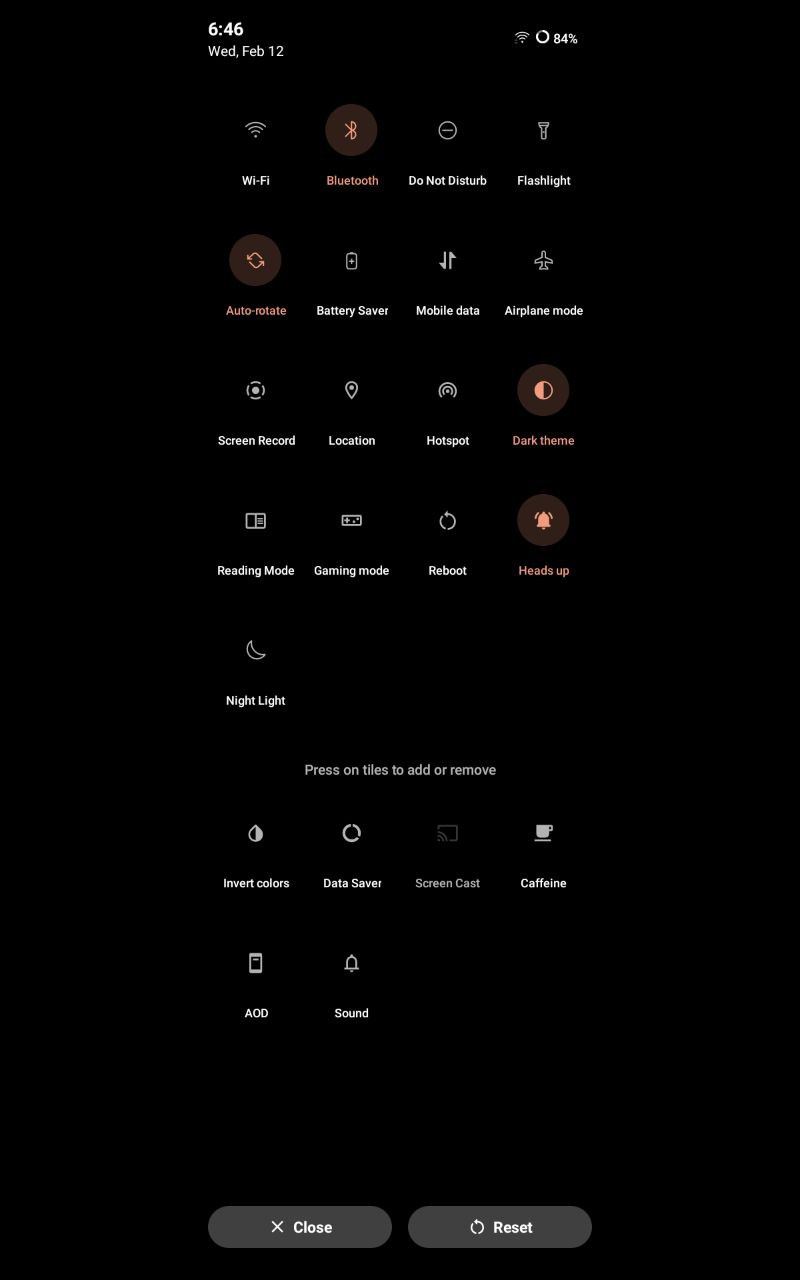 6:46
84%
Wed, Feb 12
Wi-Fi
Bluetooth
Do Not Disturb
Flashlight
Auto-rotate
Battery Saver
Mobile data
Airplane mode
Screen Record
Location
Hotspot
Dark theme
Reading Mode
Gaming mode
Reboot
Heads up
Night Light
Press on tiles to add or remove
Invert colors
Data Saver
Screen Cast
Caffeine
AOD
Sound
Close
Reset